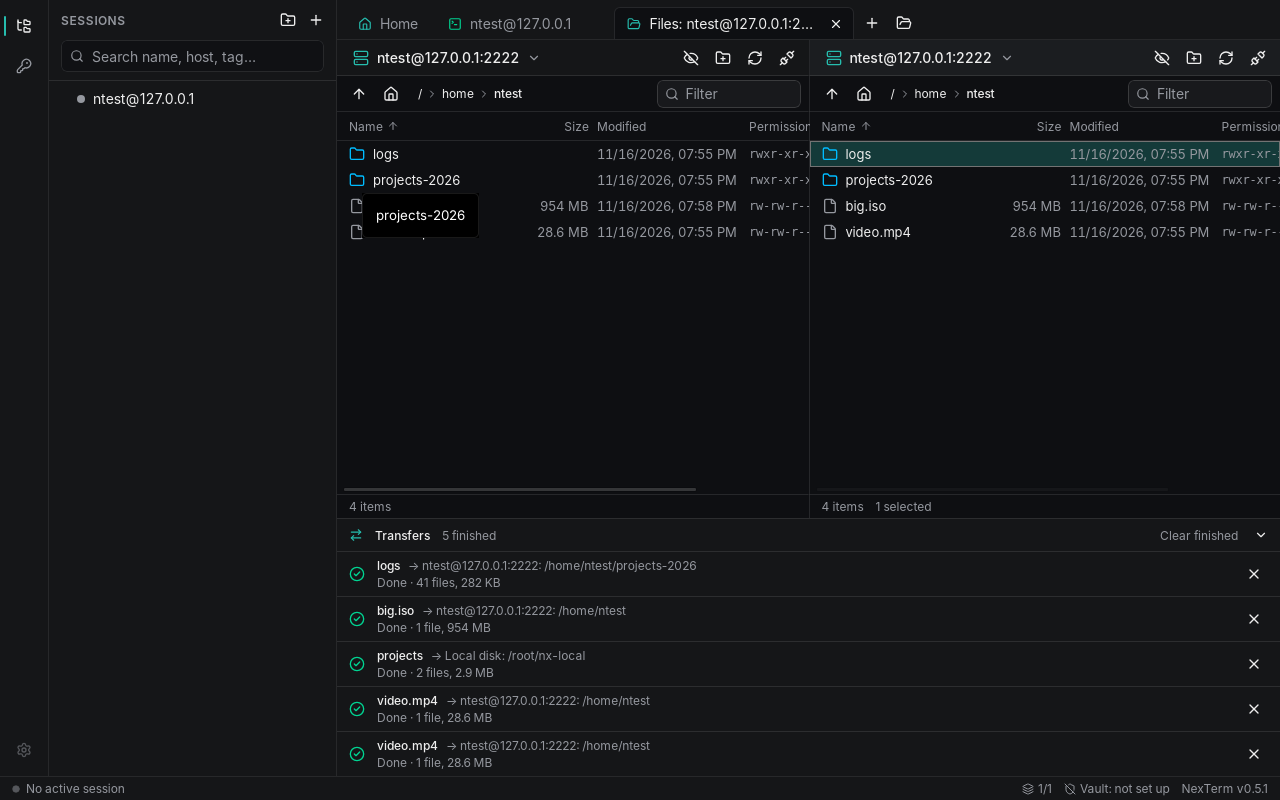 SESSIONS
Search name, host, tag...
ntest@127.0.0.1
Home
ntest@127.0.0.1
Files: ntest@127.0.0.1:2...
ntest@127.0.0.1:2222
/ home ntest
Filter
Name Size Modified Permission
logs 11/16/2026, 07:55 PM rwxr-xr-x
projects-2026 11/16/2026, 07:55 PM rwxr-xr-x
954 MB 11/16/2026, 07:58 PM rw-rw-r--
28.6 MB 11/16/2026, 07:55 PM rw-rw-r--
projects-2026
4 items
ntest@127.0.0.1:2222
/ home ntest
Filter
Name Size Modified Permission
logs 11/16/2026, 07:55 PM rwxr-xr-
projects-2026 11/16/2026, 07:55 PM rwxr-xr-x
big.iso 954 MB 11/16/2026, 07:58 PM rw-rw-r--
video.mp4 28.6 MB 11/16/2026, 07:55 PM rw-rw-r--
4 items 1 selected
Transfers 5 finished Clear finished
logs → ntest@127.0.0.1:2222: /home/ntest/projects-2026
Done · 41 files, 282 KB
big.iso → ntest@127.0.0.1:2222: /home/ntest
Done · 1 file, 954 MB
projects → Local disk: /root/nx-local
Done · 2 files, 2.9 MB
video.mp4 → ntest@127.0.0.1:2222: /home/ntest
Done · 1 file, 28.6 MB
video.mp4 → ntest@127.0.0.1:2222: /home/ntest
Done · 1 file, 28.6 MB
No active session
1/1 Vault: not set up NexTerm v0.5.1